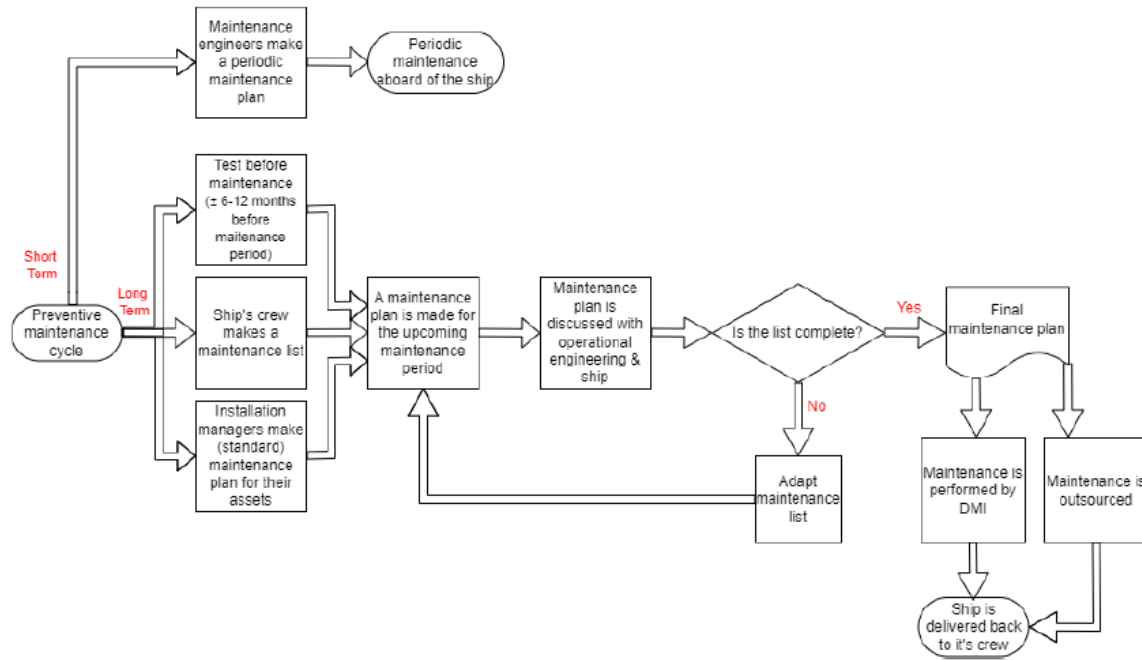 Maintenance
engineers make
a periodic
maintenance
plan
Periodic
maintenance
aboard of the ship
Test before
maintenance
(± 6-12 months
before
maitenance
period)
Short
Term
Long
Term
Preventive
maintenance
cycle
Ship's crew
makes a
maintenance list
A maintenance
plan is made for
the upcoming
maintenance
period
Maintenance
plan is
discussed with
operational
engineering &
ship
Is the list complete?
Yes
Final
maintenance plan
No
Installation
managers make
(standard)
maintenance
plan for their
assets
Adapt
maintenance
list
Maintenance is
performed by
DMI
Maintenance is
outsourced
Ship is
delivered back
to it's crew